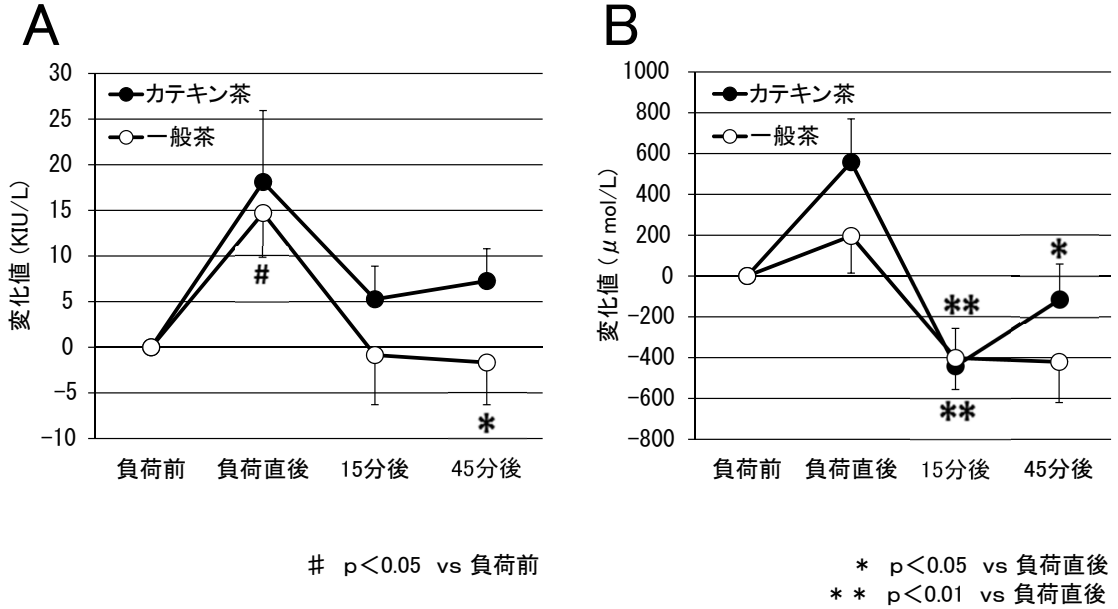 A
30
25
20
15
10
5
0
−5
−10
変化値 (KIU/L)
カテキン茶
一般茶
#
*
負荷前
負荷直後
15分後
45分後
# p＜0.05 vs 負荷前
B
1000
800
600
400
200
0
−200
−400
−600
−800
変化値 (μ mol/L)
カテキン茶
一般茶
*
**
**
負荷前
負荷直後
15分後
45分後
* p＜0.05 vs 負荷直後
** p＜0.01 vs 負荷直後